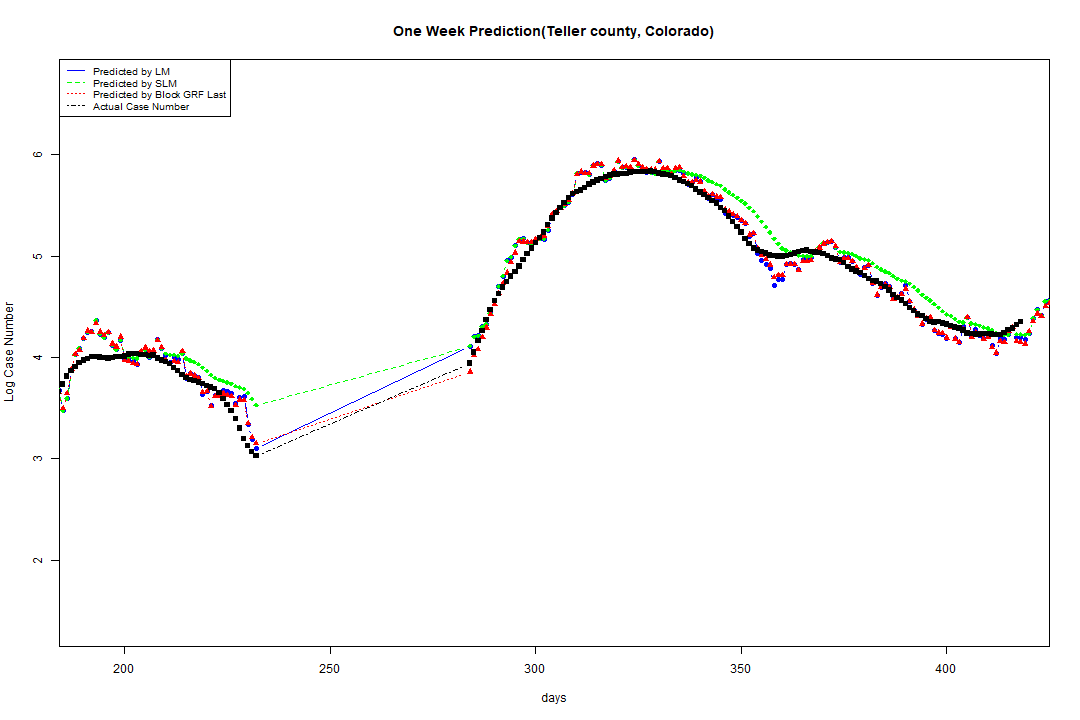 One Week Prediction(Teller county, Colorado)
Predicted by LM
Predicted by SLM
Predicted by Block GRF Last
Actual Case Number
6
5
4
3
2
Log Case Number
200
250
300
350
400
days